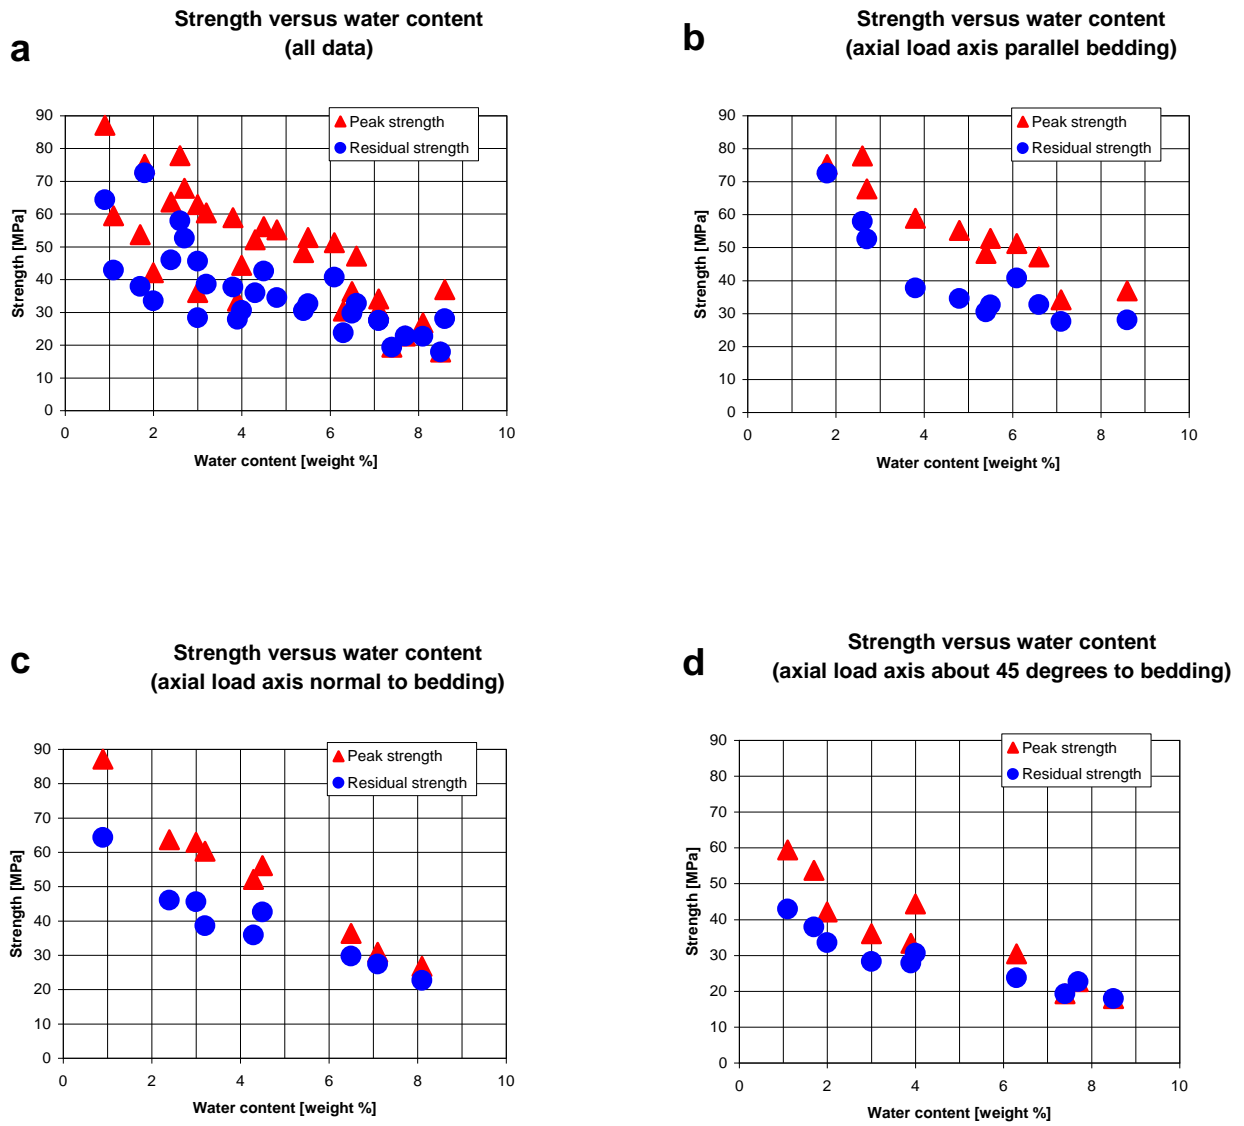 a
Strength versus water content
(all data)
Peak strength
Residual strength
Strength [MPa]
90
80
70
60
50
40
30
20
10
0
0 2 4 6 8 10
Water content [weight %]
b
Strength versus water content
(axial load axis parallel bedding)
Peak strength
Residual strength
Strength [MPa]
90
80
70
60
50
40
30
20
10
0
0 2 4 6 8 10
Water content [weight %]
c
Strength versus water content
(axial load axis normal to bedding)
Peak strength
Residual strength
Strength [MPa]
90
80
70
60
50
40
30
20
10
0
0 2 4 6 8 10
Water content [weight %]
d
Strength versus water content
(axial load axis about 45 degrees to bedding)
Peak strength
Residual strength
Strength [MPa]
90
80
70
60
50
40
30
20
10
0
0 2 4 6 8 10
Water content [weight %]